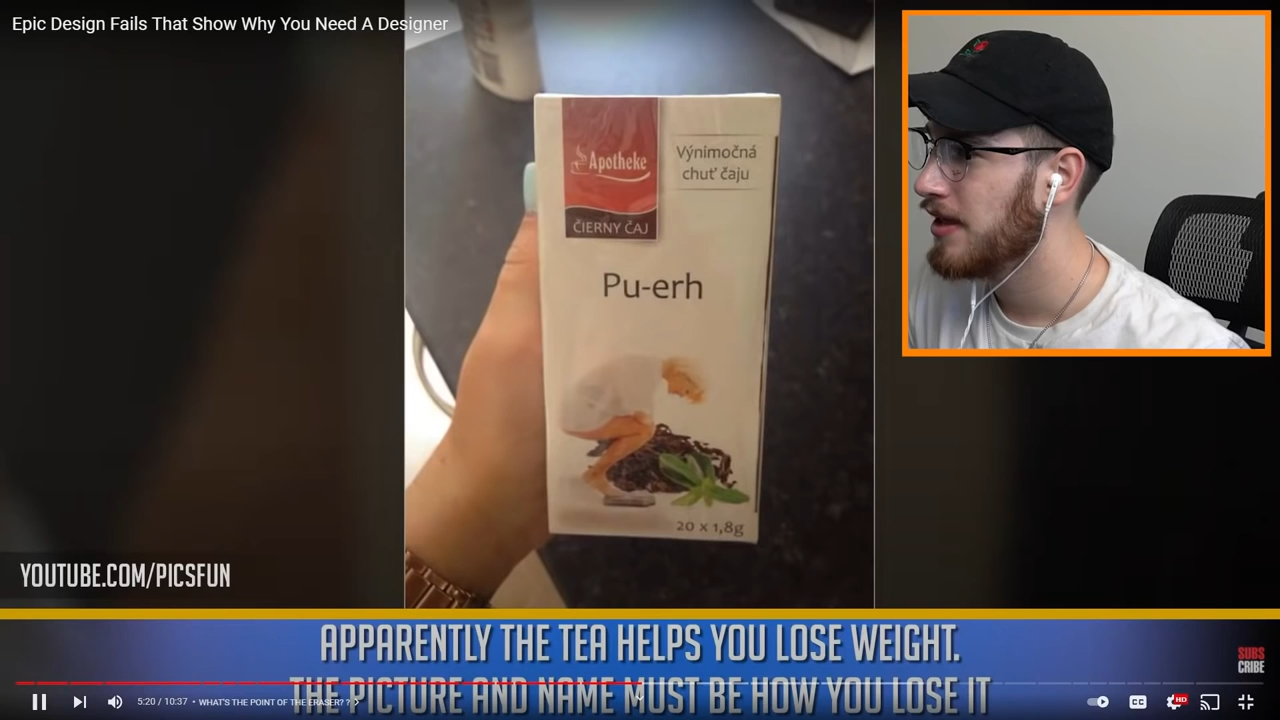 Epic Design Fails That Show Why You Need A Designer
Apotheke
ČIERNY ČAJ
Výnimočná
chuť čaju
Pu-erh
20 x 1,8g
YOUTUBE.COM/PICSFUN
APPARENTLY THE TEA HELPS YOU LOSE WEIGHT.
THE PICTURE AND NAME MUST BE HOW YOU LOSE IT
SUBS
CRIBE
5:20 / 10:37 • WHAT'S THE POINT OF THE ERASER? ? >
CC
HD